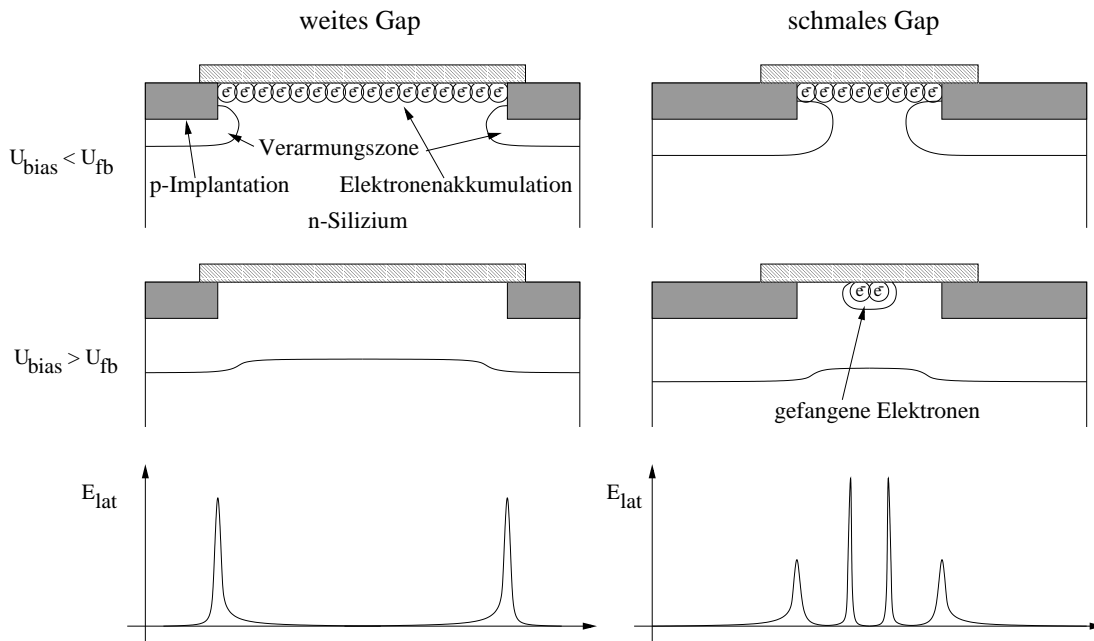 weites Gap
schmales Gap
e⁻ e⁻ e⁻ e⁻ e⁻ e⁻ e⁻ e⁻ e⁻ e⁻ e⁻ e⁻ e⁻ e⁻ e⁻ e⁻
e⁻ e⁻ e⁻ e⁻ e⁻ e⁻ e⁻ e⁻
U_bias < U_fb
Verarmungszone
p-Implantation
Elektronenakkumulation
n-Silizium
e⁻ e⁻
U_bias > U_fb
gefangene Elektronen
E_lat
E_lat